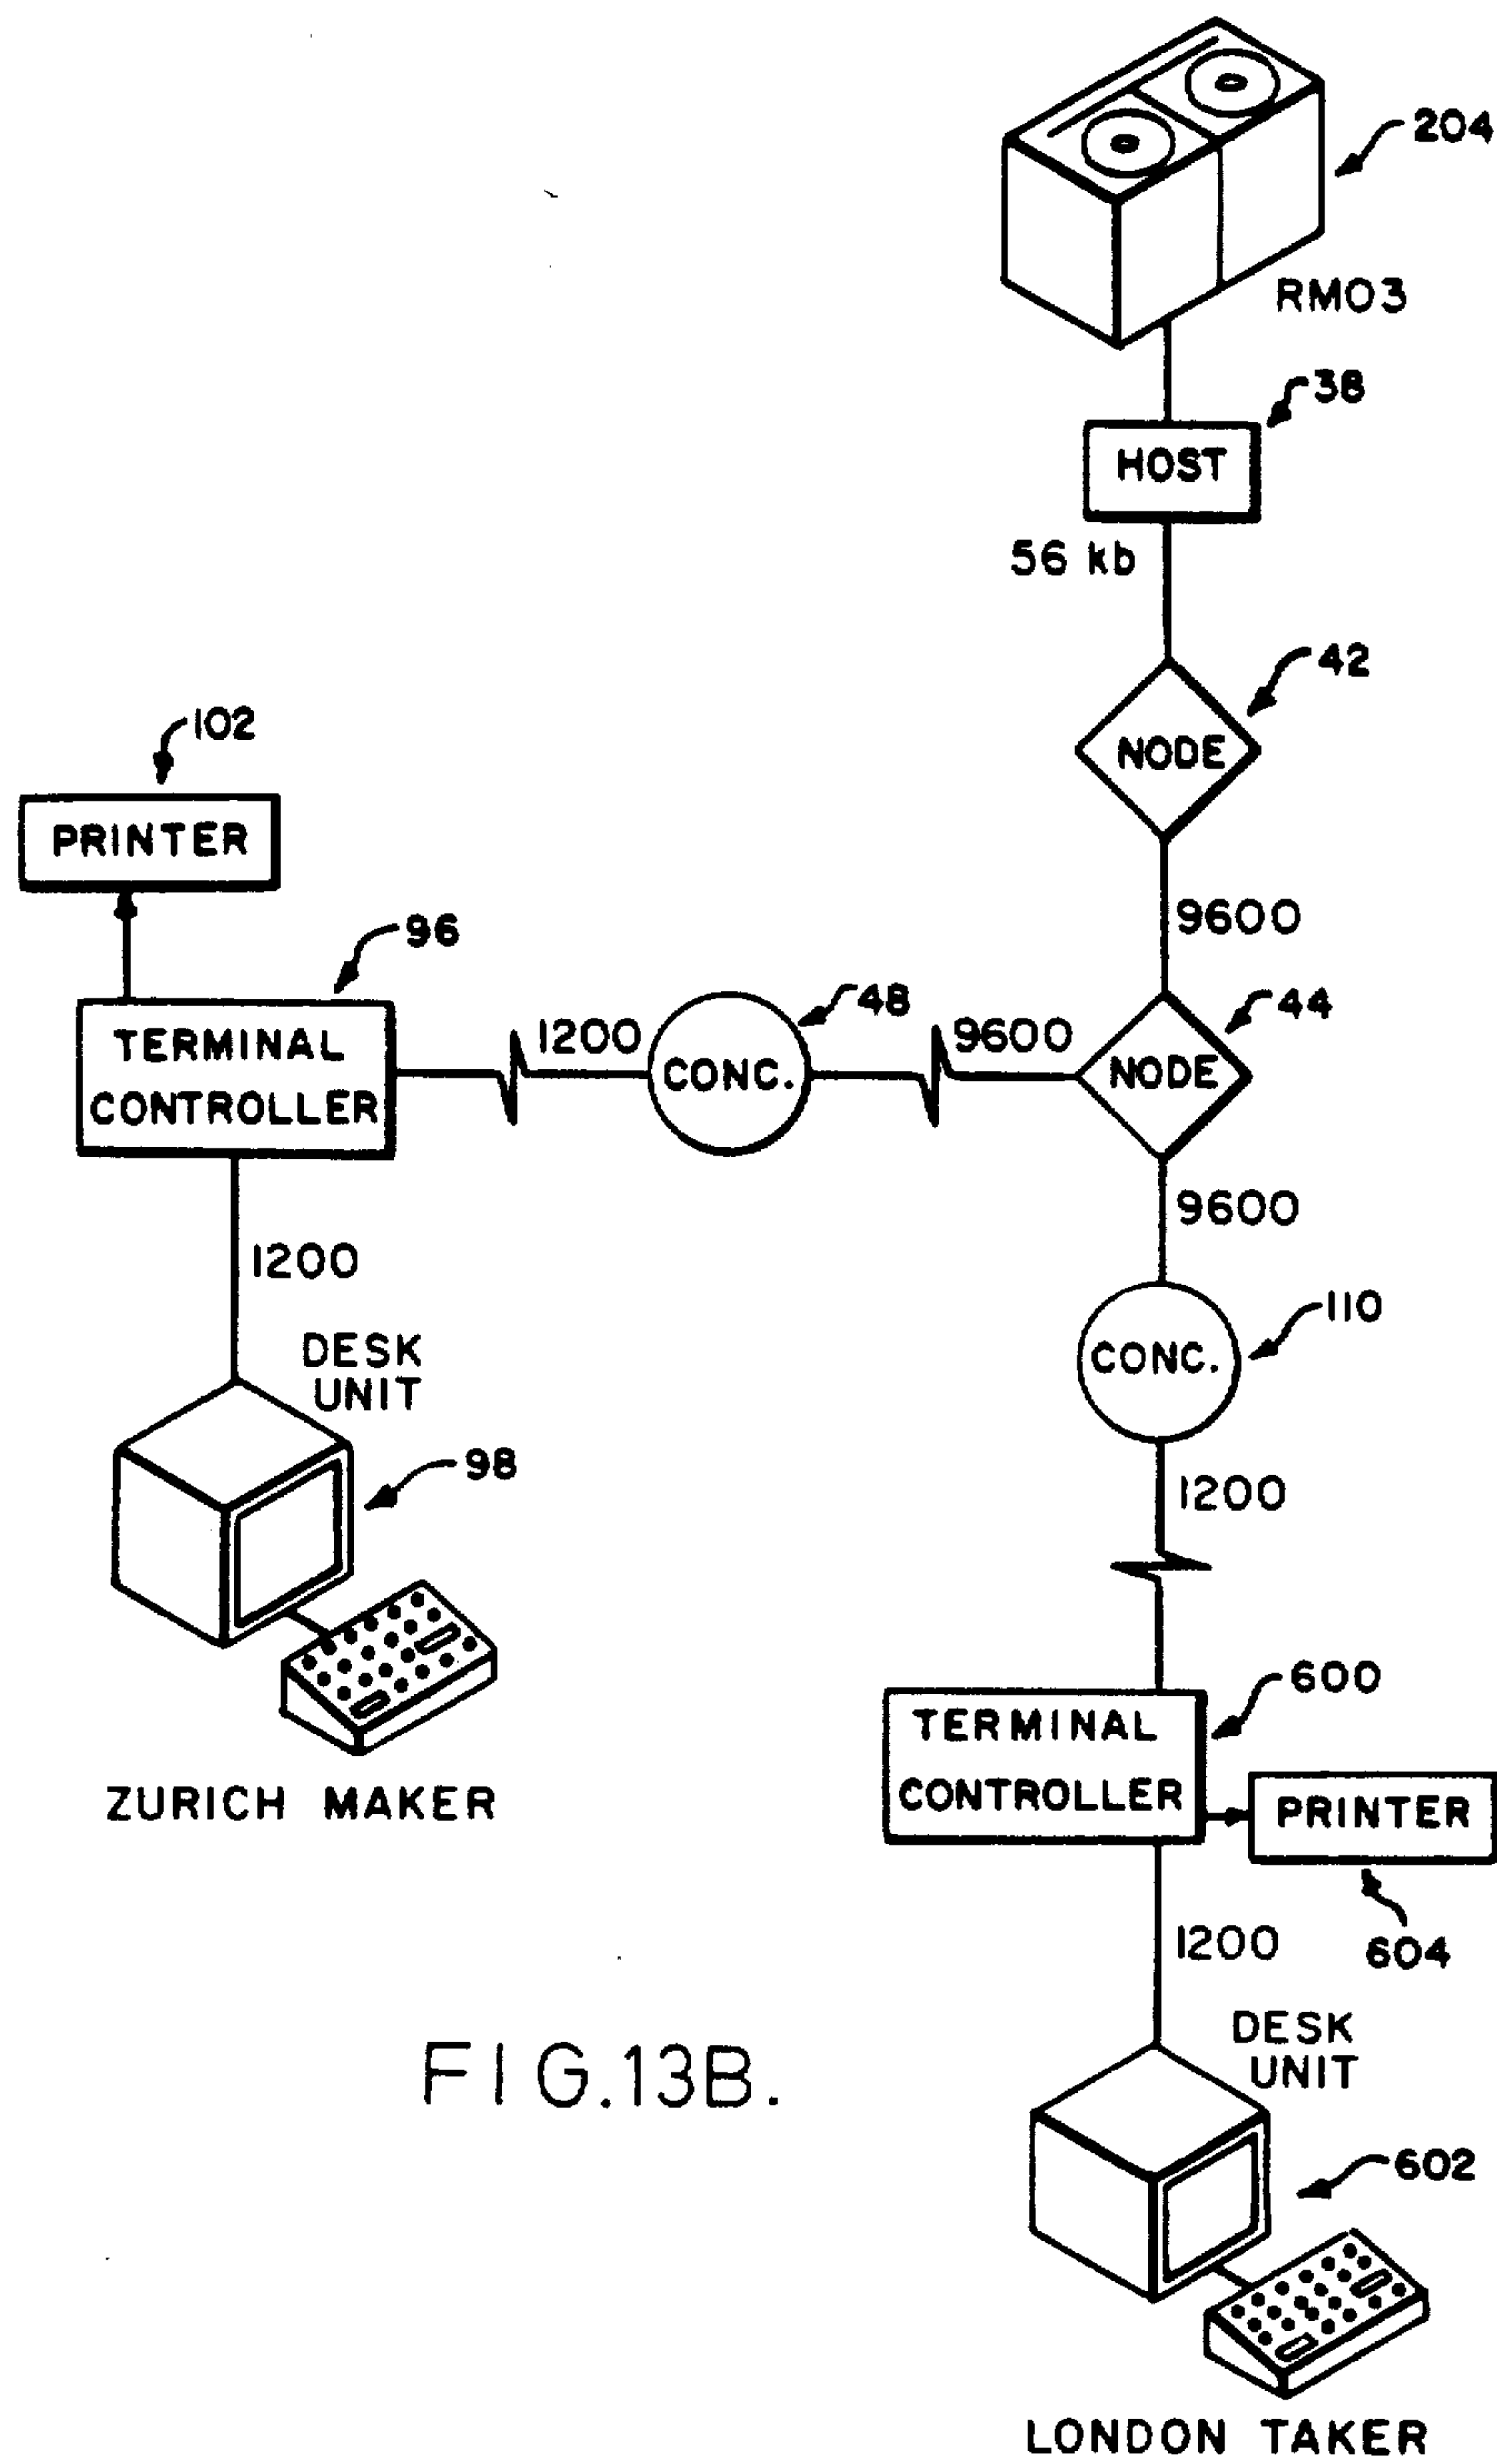 204
RM03
38
HOST
56 kb
42
NODE
102
PRINTER
9600
96
48
44
TERMINAL
CONTROLLER
1200
CONC.
9600
NODE
9600
1200
110
DESK
UNIT
CONC.
98
1200
600
TERMINAL
CONTROLLER
PRINTER
ZURICH MAKER
1200
604
DESK
UNIT
FIG.13B.
602
LONDON TAKER